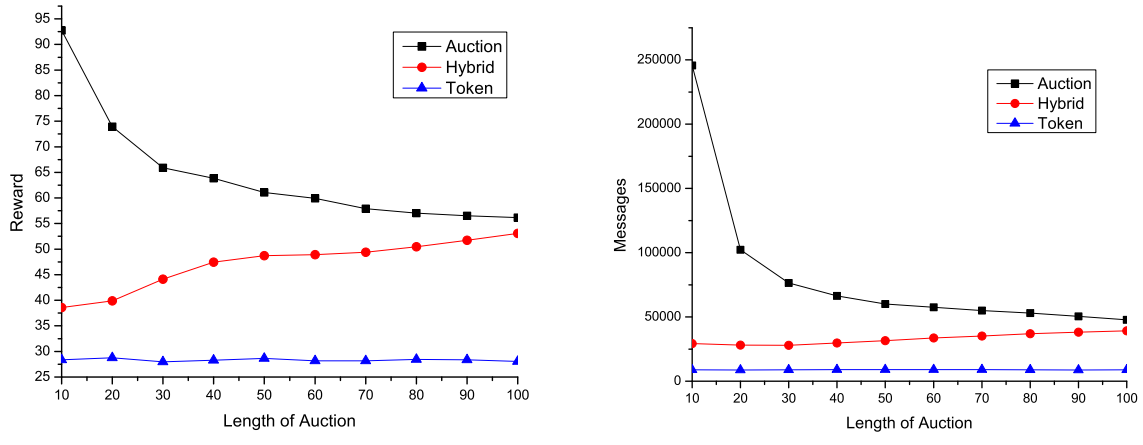 95
90
85
80
75
70
65
60
55
50
45
40
35
30
25
Reward
10 20 30 40 50 60 70 80 90 100
Length of Auction
Auction
Hybrid
Token
250000
200000
150000
100000
50000
0
Messages
10 20 30 40 50 60 70 80 90 100
Length of Auction
Auction
Hybrid
Token